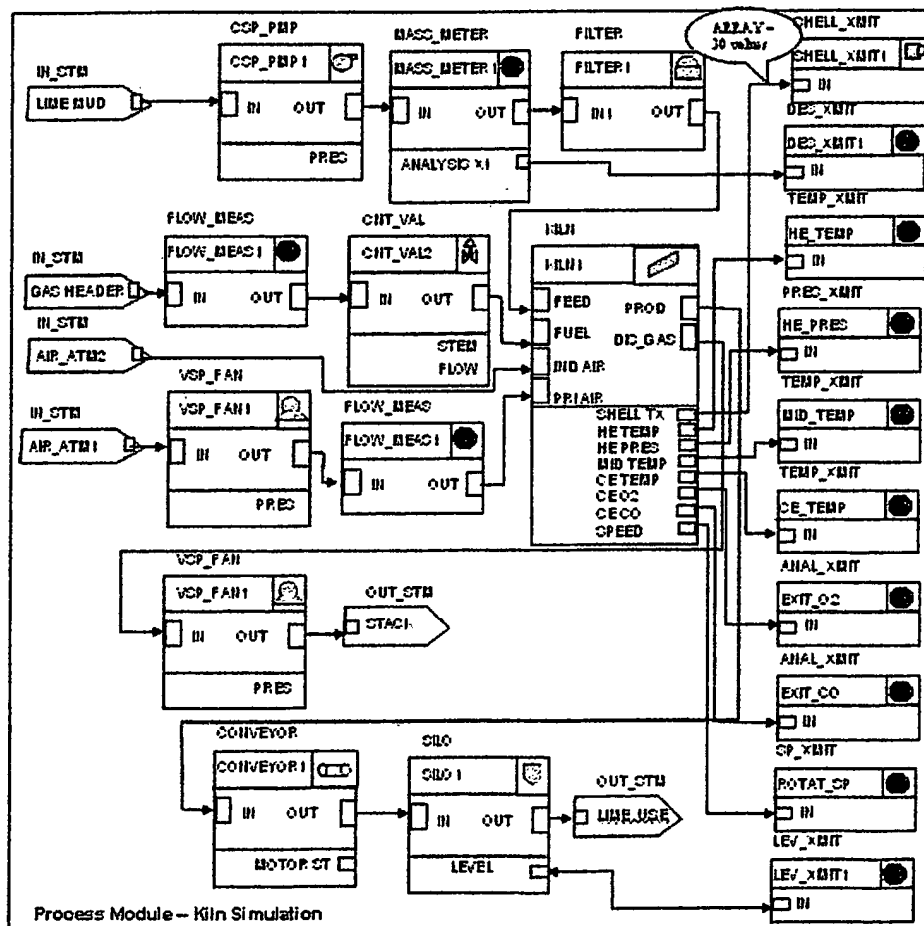 CSP_PMP
CSP_PMP1
IN
OUT
PRES
MASS_METER
MASS_METER1
IN
OUT
ANALYSIS X1
FILTER
FILTER1
IN1
OUT
ARRAY -
30 values
SHELL_XMIT
SHELL_XMIT1
IN
IN_STM
LIME MUD
DES_XMIT
DES_XMIT1
IN
FLOW_MEAS
FLOW_MEAS1
IN
OUT
CNT_VAL
CNT_VAL2
IN
OUT
STEM
FLOW
KILN
KILN1
FEED
FUEL
IND AIR
PRI AIR
PROD
DIS_GAS
SHELL TX
HE TEMP
HE PRES
MID TEMP
CE TEMP
CE O2
CE CO
SPEED
TEMP_XMIT
HE_TEMP
IN
IN_STM
GAS HEADER
IN_STM
AIR_ATM2
PRES_XMIT
HE_PRES
IN
VSP_FAN
VSP_FAN1
IN
OUT
PRES
FLOW_MEAS
FLOW_MEAS1
IN
OUT
TEMP_XMIT
MID_TEMP
IN
IN_STM
AIR_ATM1
TEMP_XMIT
CE_TEMP
IN
VSP_FAN
VSP_FAN1
IN
OUT
PRES
OUT_STM
STACK
ANAL_XMIT
EXIT_O2
IN
ANAL_XMIT
EXIT_CO
IN
CONVEYOR
CONVEYOR1
IN
OUT
MOTOR ST
SILO
SILO1
IN
OUT
LEVEL
OUT_STM
LIME USE
SP_XMIT
ROTAT_SP
IN
LEV_XMIT
LEV_XMIT1
IN
Process Module – Kiln Simulation